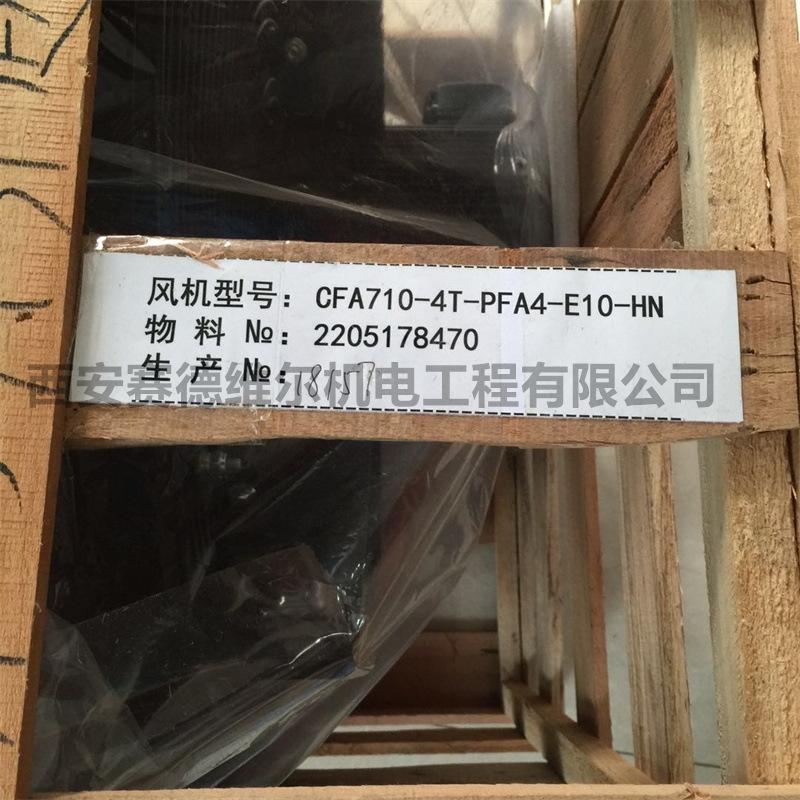 风机型号: CFA710-4T-PFA4-E10-HN
物 料 №: 2205178470
生 产 №: 18157
西安赛德维尔机电工程有限公司